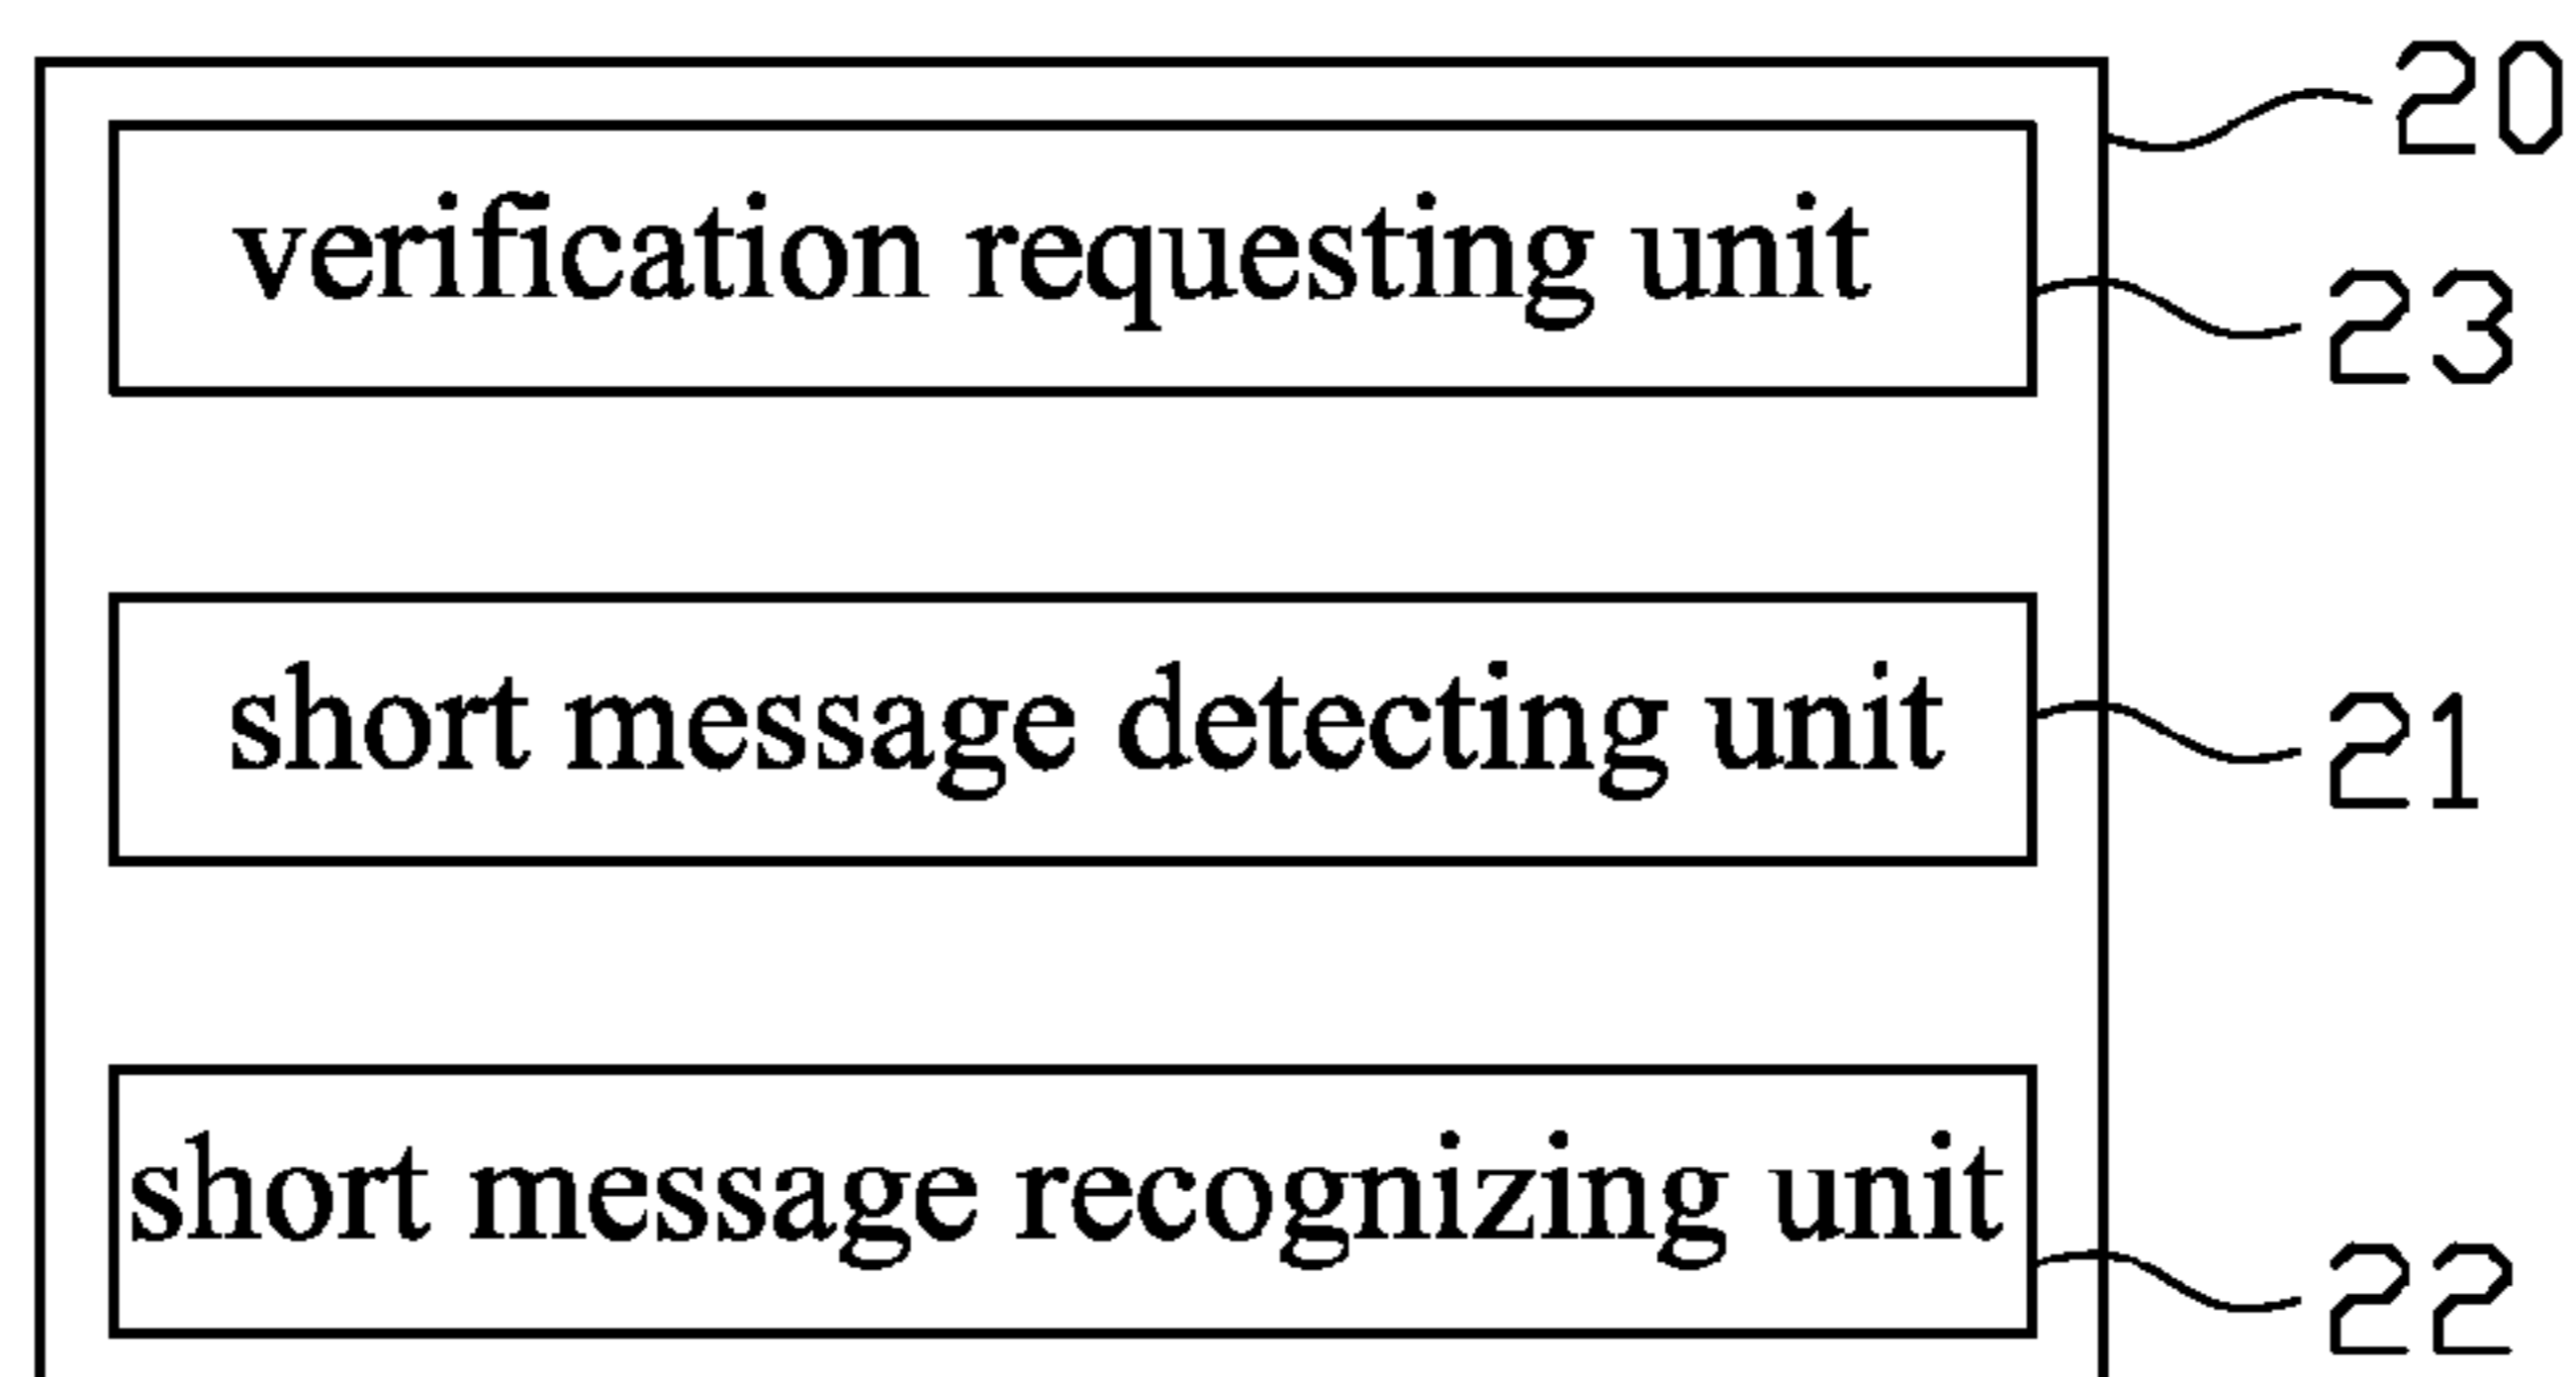 20
verification requesting unit
23
short message detecting unit
21
short message recognizing unit
22